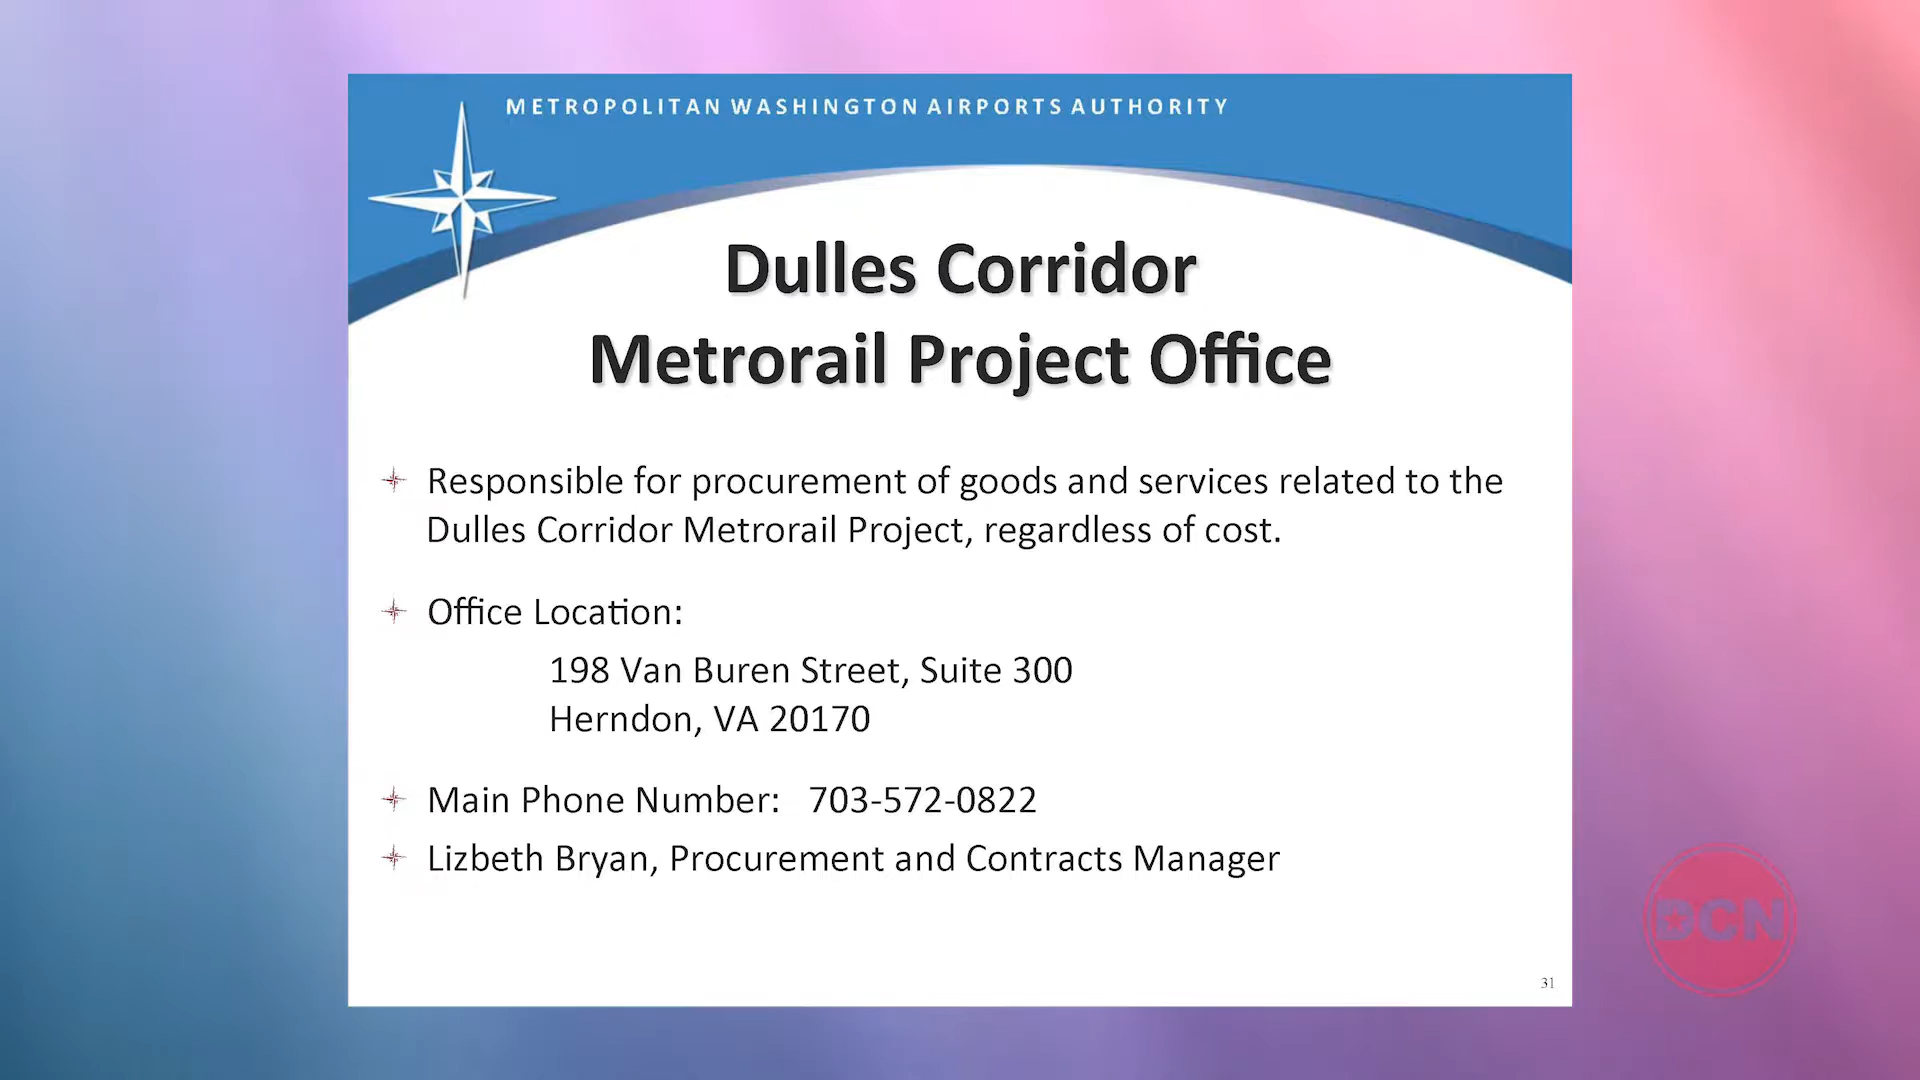 METROPOLITAN WASHINGTON AIRPORTS AUTHORITY
Dulles Corridor
Metrorail Project Office
Responsible for procurement of goods and services related to the
Dulles Corridor Metrorail Project, regardless of cost.
Office Location:
198 Van Buren Street, Suite 300
Herndon, VA 20170
Main Phone Number: 703-572-0822
Lizbeth Bryan, Procurement and Contracts Manager
DCN
31